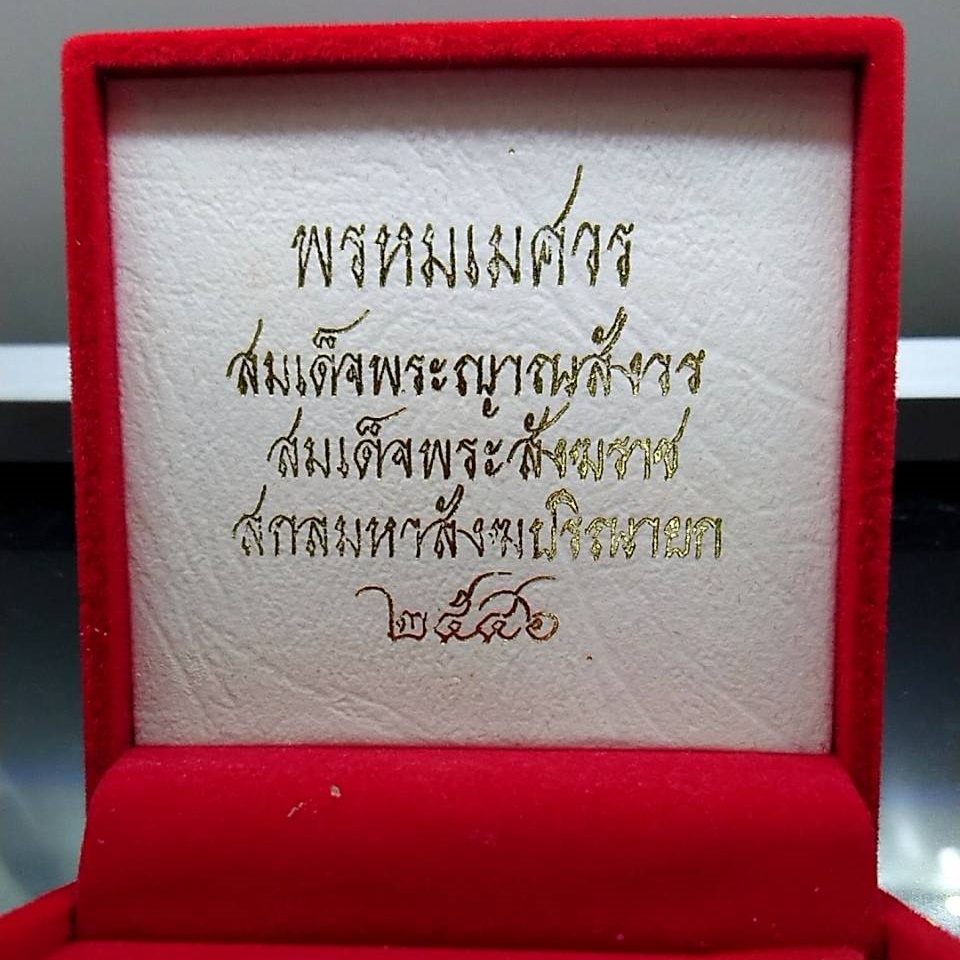 พรหมเมศวร
สมเด็จพระญาณสังวร
สมเด็จพระสังฆราช
สกลมหาสังฆปริณายก
๒๕๔๖